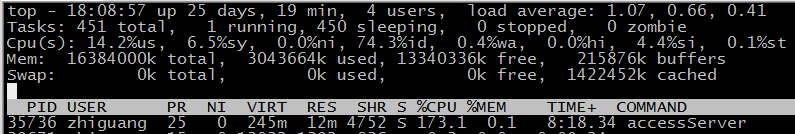 top - 18:08:57 up 25 days, 19 min, 4 users, load average: 1.07, 0.66, 0.41
Tasks: 451 total, 1 running, 450 sleeping, 0 stopped, 0 zombie
Cpu(s): 14.2%us, 6.5%sy, 0.0%ni, 74.3%id, 0.4%wa, 0.0%hi, 4.4%si, 0.1%st
Mem: 16384000k total, 3043664k used, 13340336k free, 215876k buffers
Swap: 0k total, 0k used, 0k free, 1422452k cached
PID USER PR NI VIRT RES SHR S %CPU %MEM TIME+ COMMAND
35736 zhiguang 25 0 245m 12m 4752 S 173.1 0.1 8:18.34 accessServer